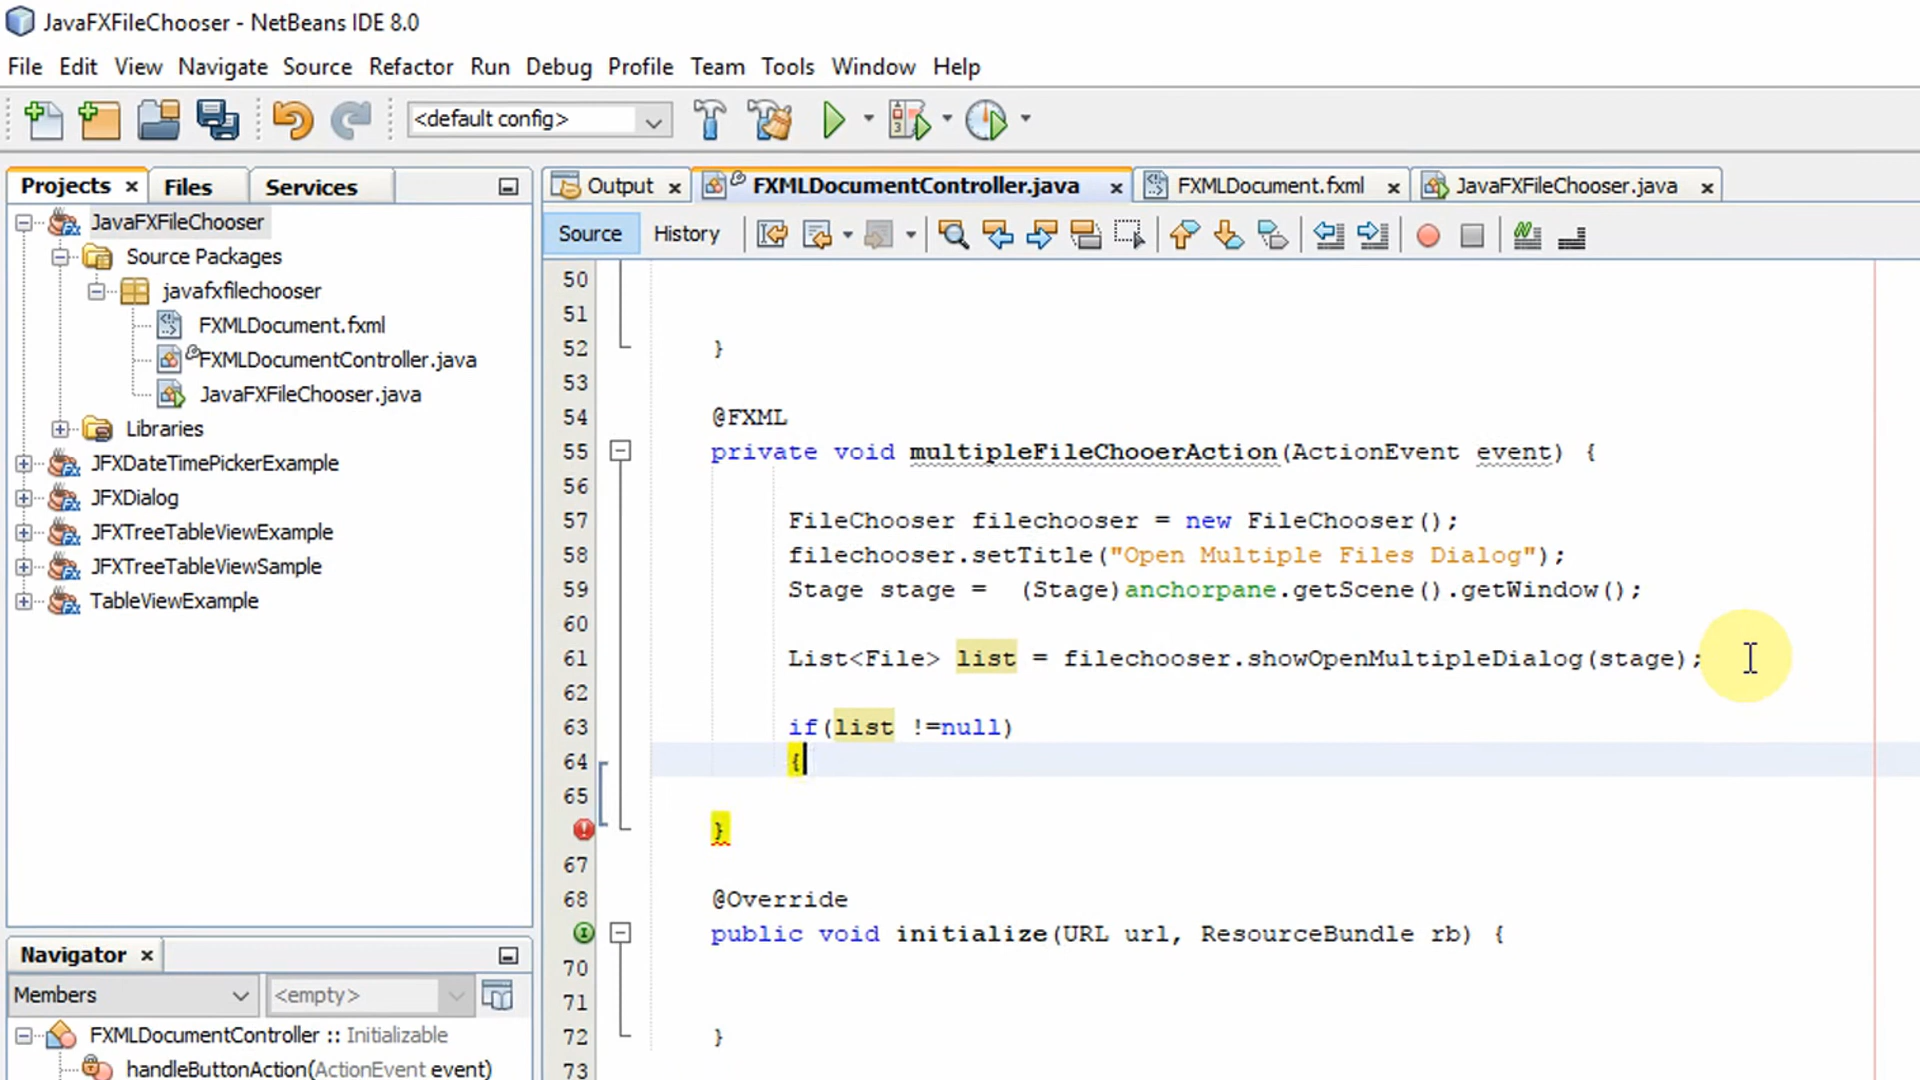 JavaFXFileChooser - NetBeans IDE 8.0
File Edit View Navigate Source Refactor Run Debug Profile Team Tools Window Help
<default config>
Projects Files Services
Output FXMLDocumentController.java FXMLDocument.fxml JavaFXFileChooser.java
Source History
JavaFXFileChooser
Source Packages
javafxfilechooser
FXMLDocument.fxml
FXMLDocumentController.java
JavaFXFileChooser.java
Libraries
JFXDateTimePickerExample
JFXDialog
JFXTreeTableViewExample
JFXTreeTableViewSample
TableViewExample
Navigator
Members <empty>
FXMLDocumentController :: Initializable
handleButtonAction(ActionEvent event)
50
51
52 }
53
54 @FXML
55 private void multipleFileChooerAction(ActionEvent event) {
56
57 FileChooser filechooser = new FileChooser();
58 filechooser.setTitle("Open Multiple Files Dialog");
59 Stage stage = (Stage)anchorpane.getScene().getWindow();
60
61 List<File> list = filechooser.showOpenMultipleDialog(stage);
62
63 if(list !=null)
64 {
65
}
67
68 @Override
public void initialize(URL url, ResourceBundle rb) {
70
71
72 }
73